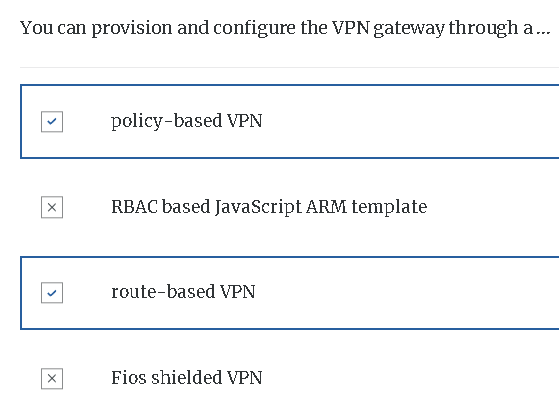 You can provision and configure the VPN gateway through a ...
policy-based VPN
RBAC based JavaScript ARM template
route-based VPN
Fios shielded VPN